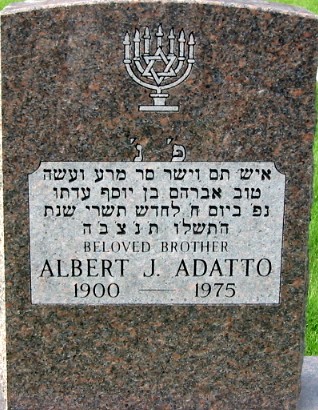 פ׳ נ׳
איש תם וישר סר מרע ועשה
טוב אברהם בן יוסף עדתו
נפ ביום ח לחדש תשרי שנת
התשלו תנצבה
BELOVED BROTHER
ALBERT J. ADATTO
1900 — 1975